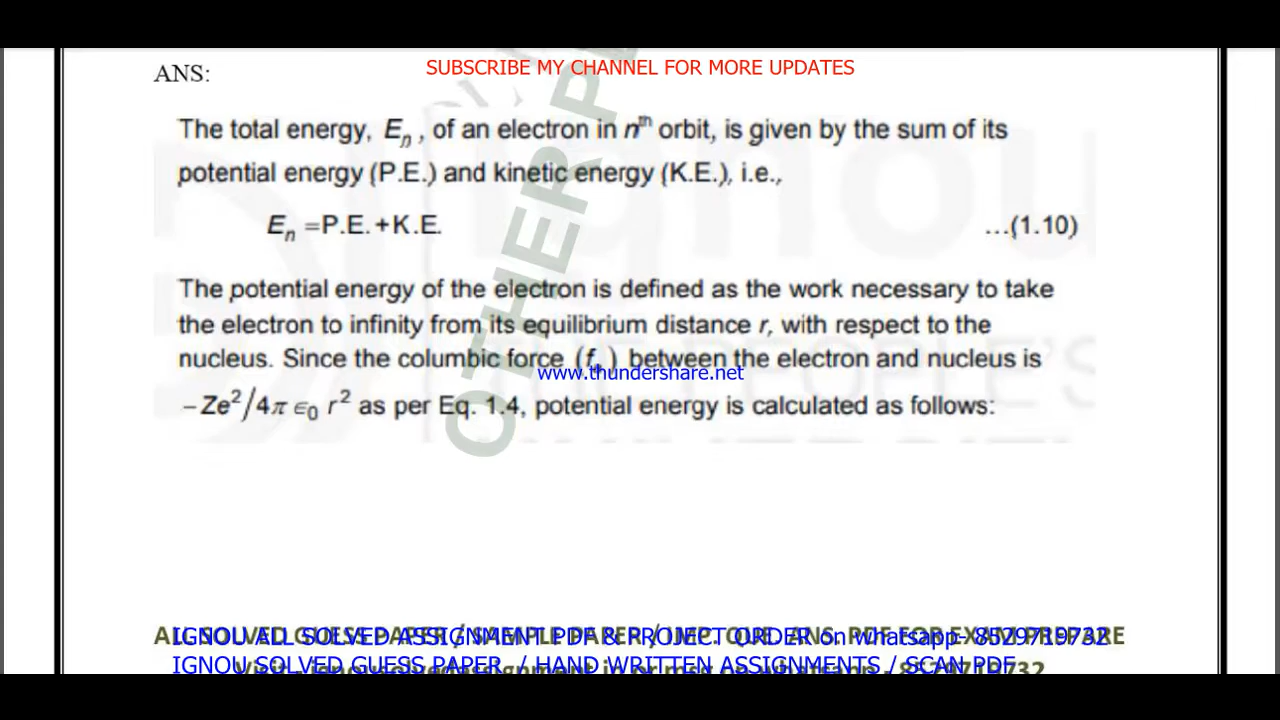 SUBSCRIBE MY CHANNEL FOR MORE UPDATES
ANS:
The total energy, Eₙ, of an electron in nᵗʰ orbit, is given by the sum of its
potential energy (P.E.) and kinetic energy (K.E.), i.e.,
Eₙ =P.E.+K.E. ...(1.10)
The potential energy of the electron is defined as the work necessary to take
the electron to infinity from its equilibrium distance r, with respect to the
nucleus. Since the columbic force (f ) between the electron and nucleus is
www.thundershare.net
–Ze²/4π ϵ₀ r² as per Eq. 1.4, potential energy is calculated as follows:
OTHER P
ignou
THE PEOPLE'S
IGNOU ALL SOLVED ASSIGNMENT PDF & PROJECT ORDER on whatsapp- 8529719732
IGNOU SOLVED GUESS PAPER / HAND WRITTEN ASSIGNMENTS / SCAN PDF